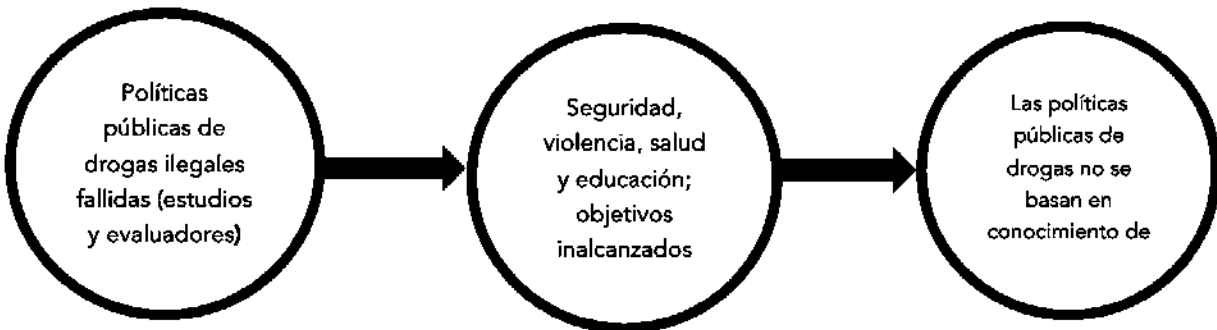 Políticas
públicas de
drogas ilegales
fallidas (estudios
y evaluadores)
Seguridad,
violencia, salud
y educación;
objetivos
inalcanzados
Las políticas
públicas de
drogas no se
basan en
conocimiento de